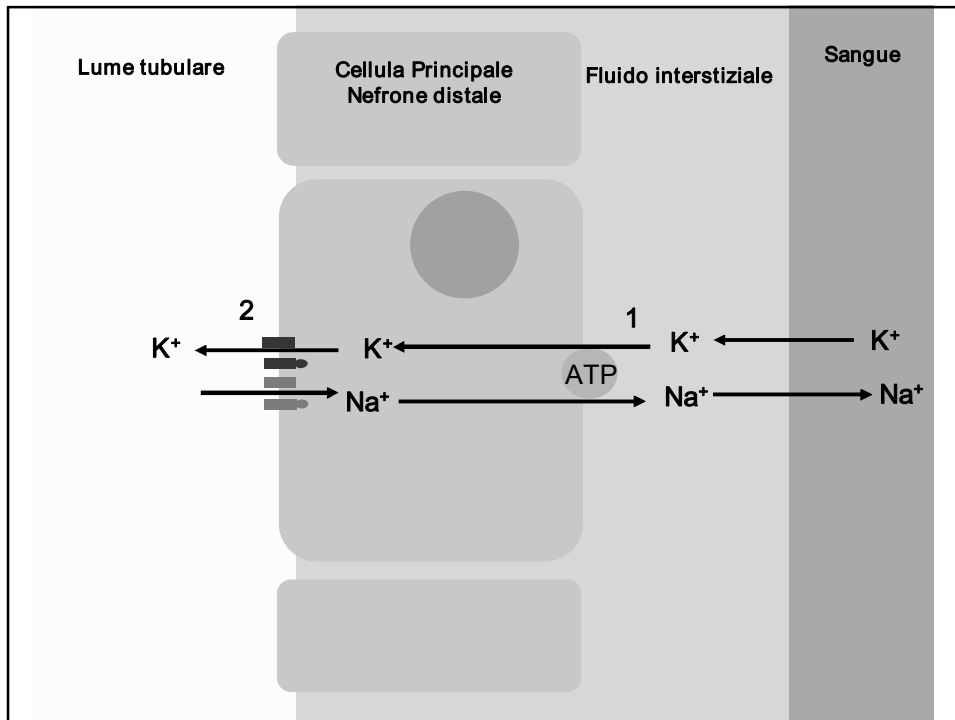 Lume tubulare
Cellula Principale
Nefrone distale
Fluido interstiziale
Sangue
2
1
K⁺
K⁺
K⁺
K⁺
ATP
Na⁺
Na⁺
Na⁺